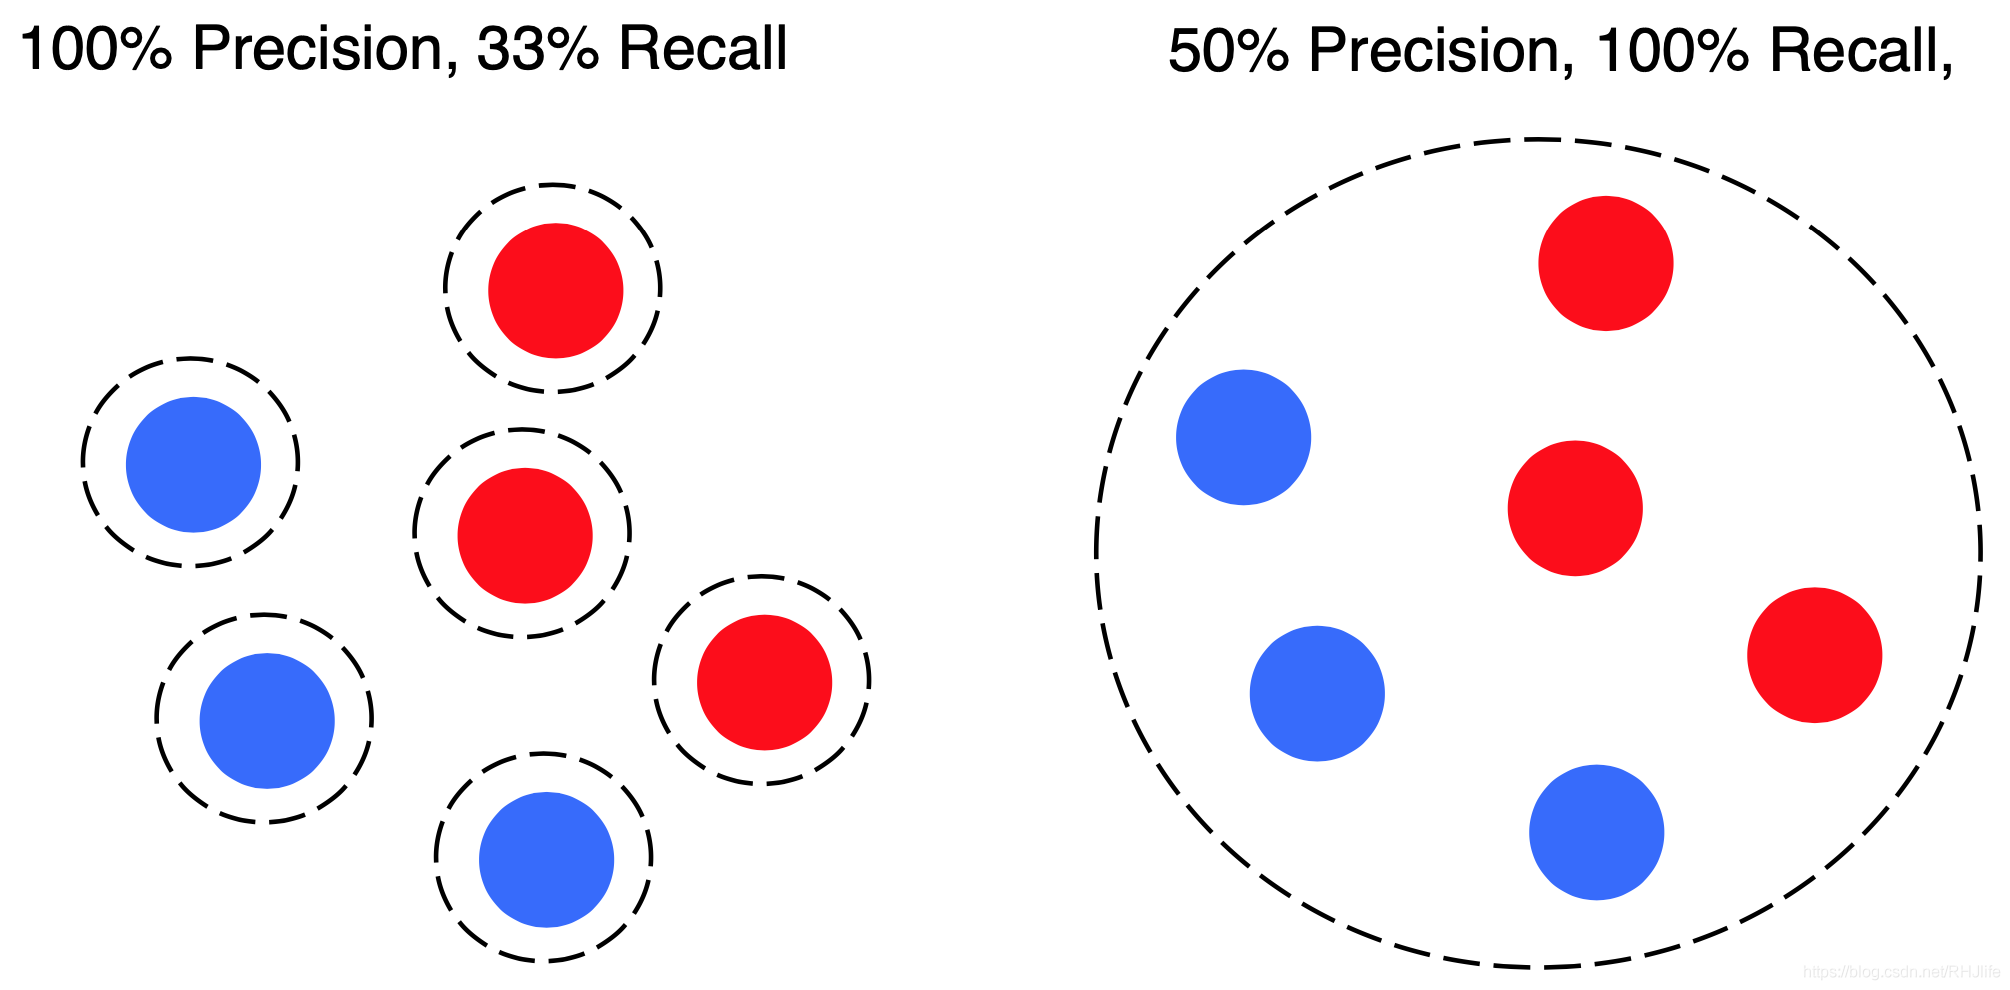 100% Precision, 33% Recall
50% Precision, 100% Recall,
https://blog.csdn.net/RHJlife